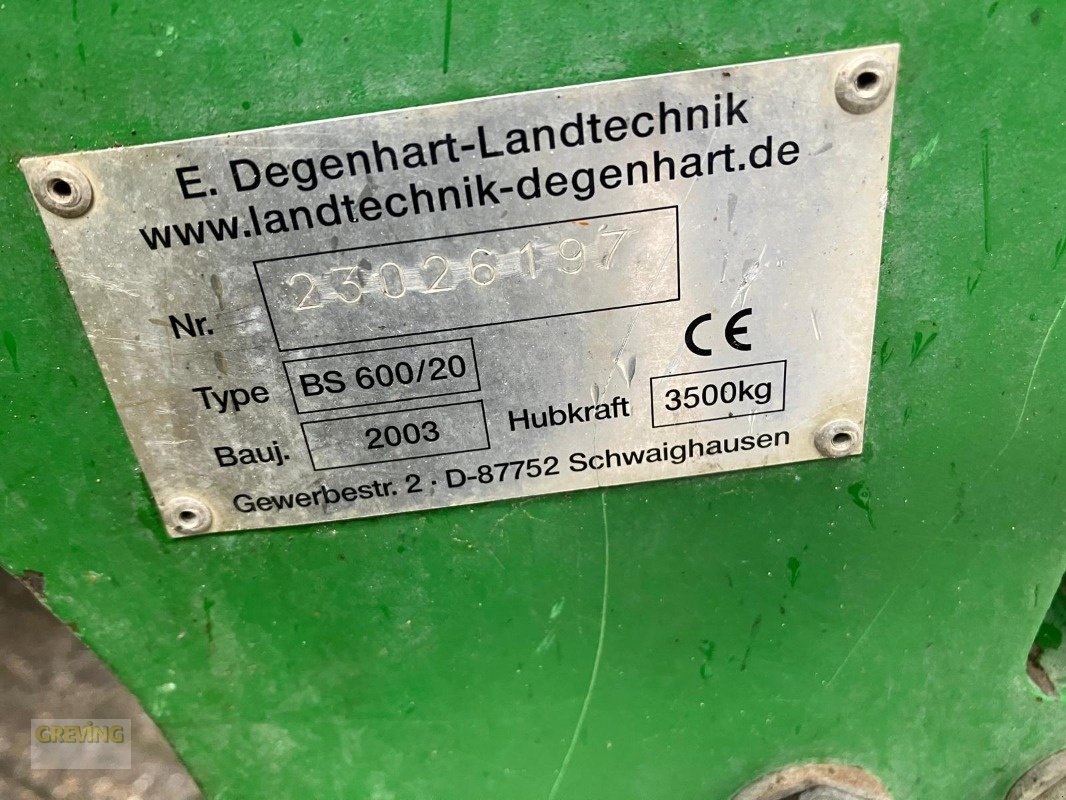 E. Degenhart-Landtechnik
www.landtechnik-degenhart.de
Nr. 23026197
CE
Type BS 600/20
Bauj. 2003 Hubkraft 3500kg
Gewerbestr. 2 · D-87752 Schwaighausen
GREVING